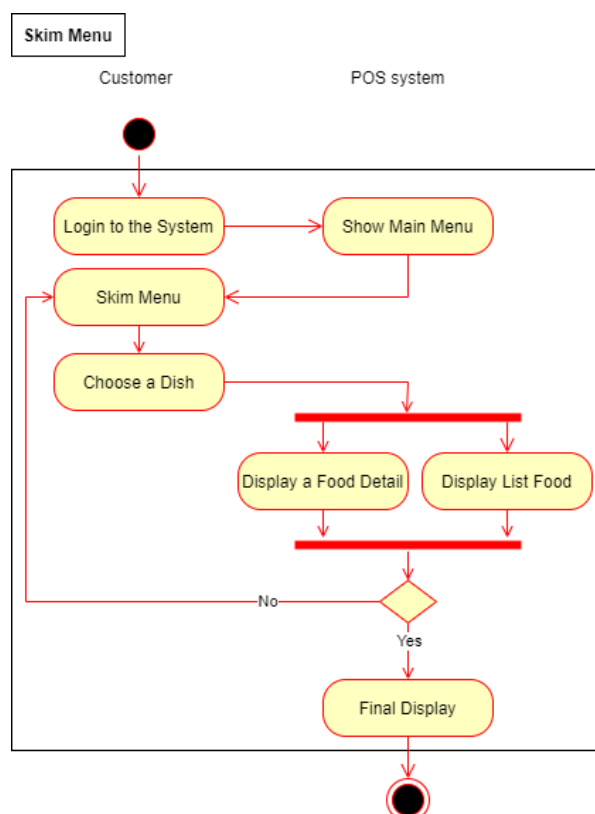 Skim Menu
Customer
POS system
Login to the System
Show Main Menu
Skim Menu
Choose a Dish
Display a Food Detail
Display List Food
No
Yes
Final Display